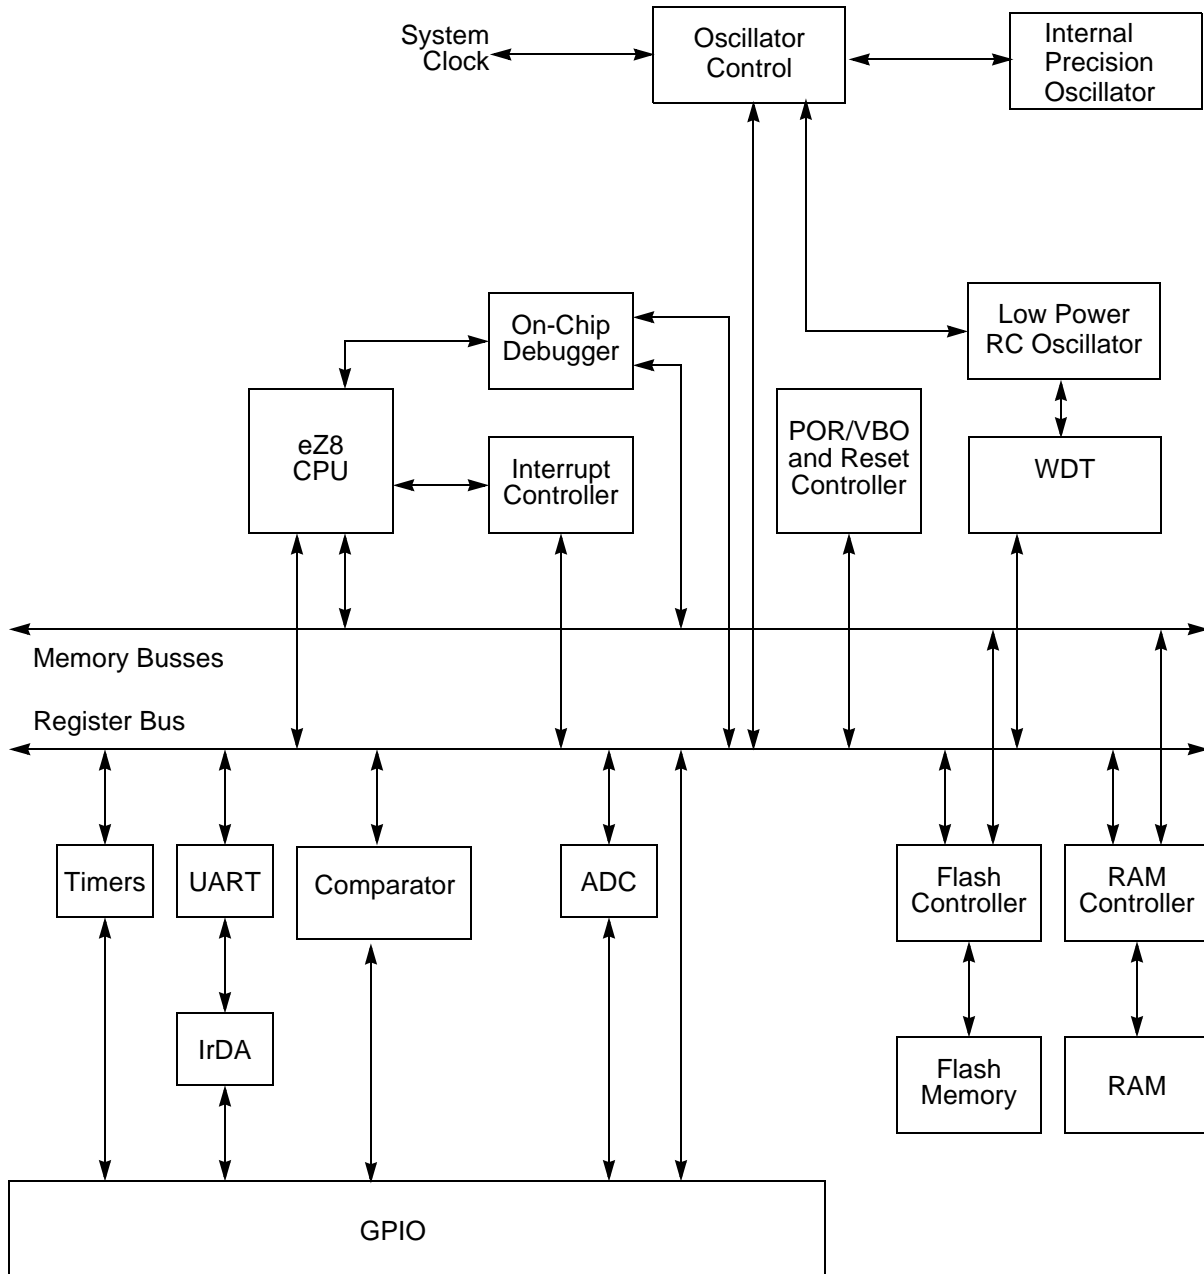 System
Clock
Oscillator
Control
Internal
Precision
Oscillator
On-Chip
Debugger
Low Power
RC Oscillator
eZ8
CPU
Interrupt
Controller
POR/VBO
and Reset
Controller
WDT
Memory Busses
Register Bus
Timers
UART
Comparator
ADC
Flash
Controller
RAM
Controller
IrDA
Flash
Memory
RAM
GPIO